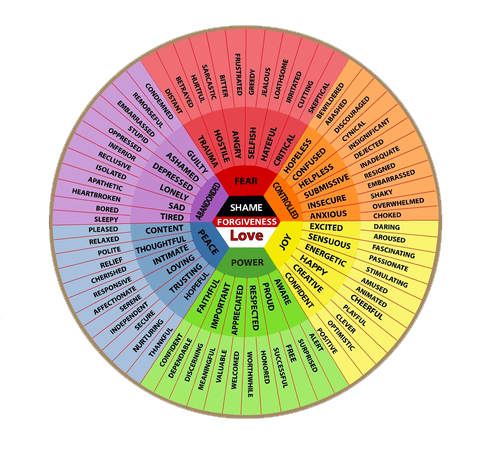 SHAME
FORGIVENESS
Love
FEAR
CONTROLLED
JOY
POWER
PEACE
ABANDONED
TRAUMA
HOSTILE
ANGRY
SELFISH
HATEFUL
CRITICAL
HOPELESS
CONFUSED
HELPLESS
SUBMISSIVE
INSECURE
ANXIOUS
EXCITED
SENSUOUS
ENERGETIC
HAPPY
CREATIVE
CONFIDENT
AWARE
PROUD
RESPECTED
APPRECIATED
IMPORTANT
FAITHFUL
HOPEFUL
TRUSTING
LOVING
INTIMATE
THOUGHTFUL
CONTENT
TIRED
SAD
LONELY
DEPRESSED
ASHAMED
GUILTY
DISTANT
BETRAYED
HURTFUL
SARCASTIC
BITTER
FRUSTRATED
GREEDY
JEALOUS
LOATHSOME
IRRITATED
CUTTING
SKEPTICAL
BEWILDERED
ABASHED
DISCOURAGED
CYNICAL
INSIGNIFICANT
DEJECTED
INADEQUATE
RESIGNED
EMBARRASSED
SHAKY
OVERWHELMED
CHOKED
DARING
AROUSED
FASCINATING
PASSIONATE
STIMULATING
AMUSED
ANIMATED
CHEERFUL
PLAYFUL
CLEVER
OPTIMISTIC
POSITIVE
ALERT
SURPRISED
FREE
SUCCESSFUL
HONORED
WORTHWHILE
WELCOMED
VALUABLE
MEANINGFUL
DISCERNING
DEPENDABLE
CONFIDENT
THANKFUL
NURTURING
SECURE
INDEPENDENT
SERENE
AFFECTIONATE
RESPONSIVE
CHERISHED
RELIEF
POLITE
RELAXED
PLEASED
SLEEPY
BORED
HEARTBROKEN
APATHETIC
ISOLATED
RECLUSIVE
INFERIOR
OPPRESSED
STUPID
EMBARRASSED
REMORSEFUL
CONDEMNED